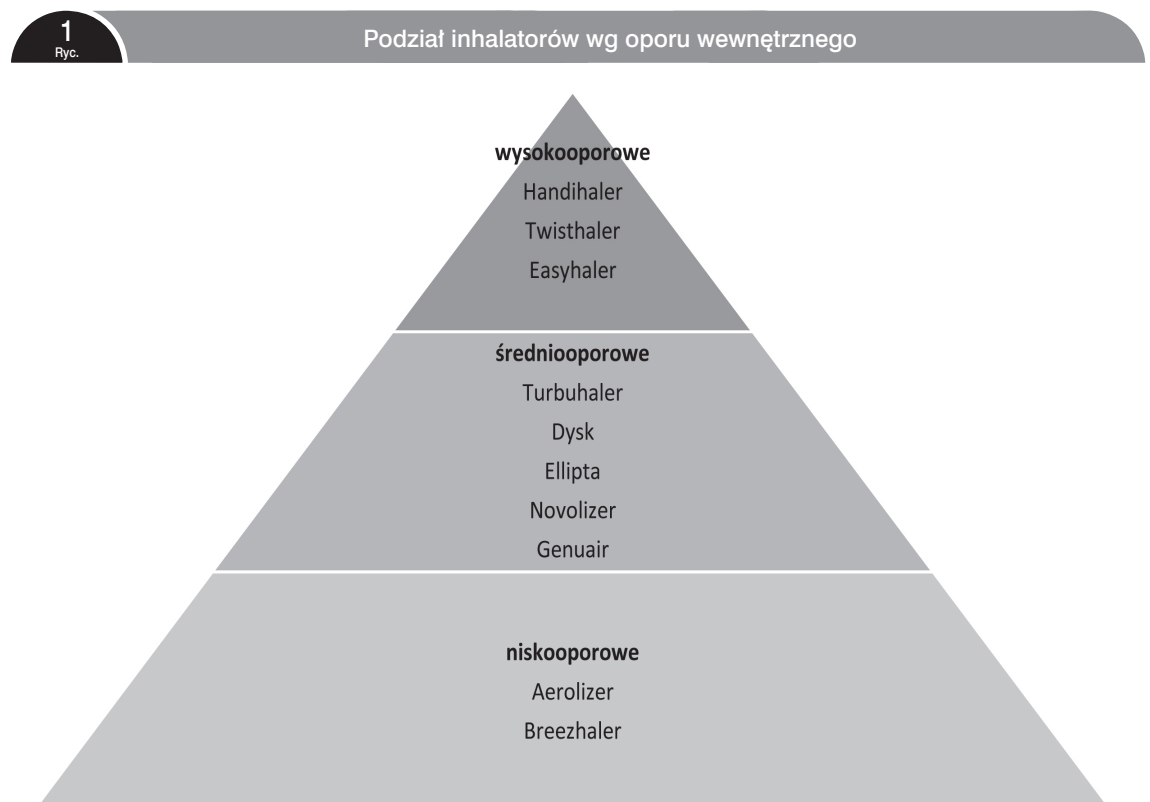 1
Ryc.
Podział inhalatorów wg oporu wewnętrznego
wysokooporowe
Handihaler
Twisthaler
Easyhaler
średniooporowe
Turbuhaler
Dysk
Ellipta
Novolizer
Genuair
niskooporowe
Aerolizer
Breezhaler